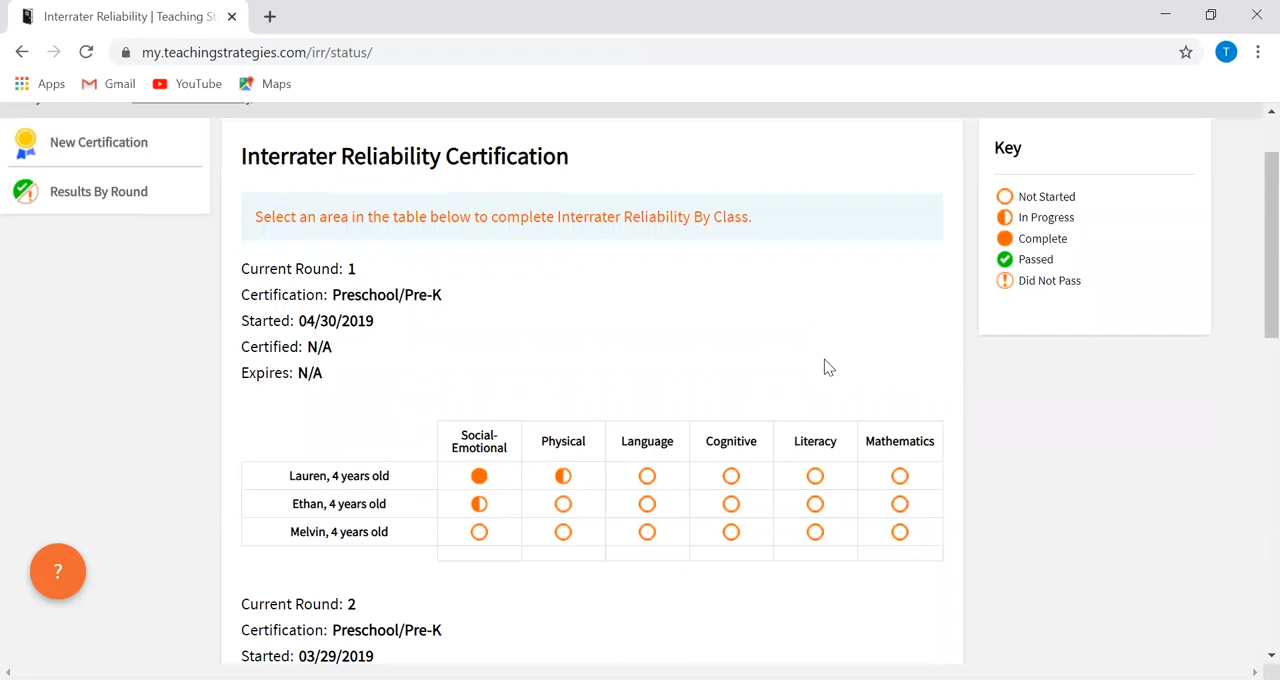 Interrater Reliability | Teaching St
my.teachingstrategies.com/irr/status/
T
Apps Gmail YouTube Maps
New Certification
Results By Round
Interrater Reliability Certification
Select an area in the table below to complete Interrater Reliability By Class.
Current Round: 1
Certification: Preschool/Pre-K
Started: 04/30/2019
Certified: N/A
Expires: N/A
Social-
Emotional Physical Language Cognitive Literacy Mathematics
Lauren, 4 years old
Ethan, 4 years old
Melvin, 4 years old
Current Round: 2
Certification: Preschool/Pre-K
Started: 03/29/2019
Key
Not Started
In Progress
Complete
Passed
Did Not Pass
?